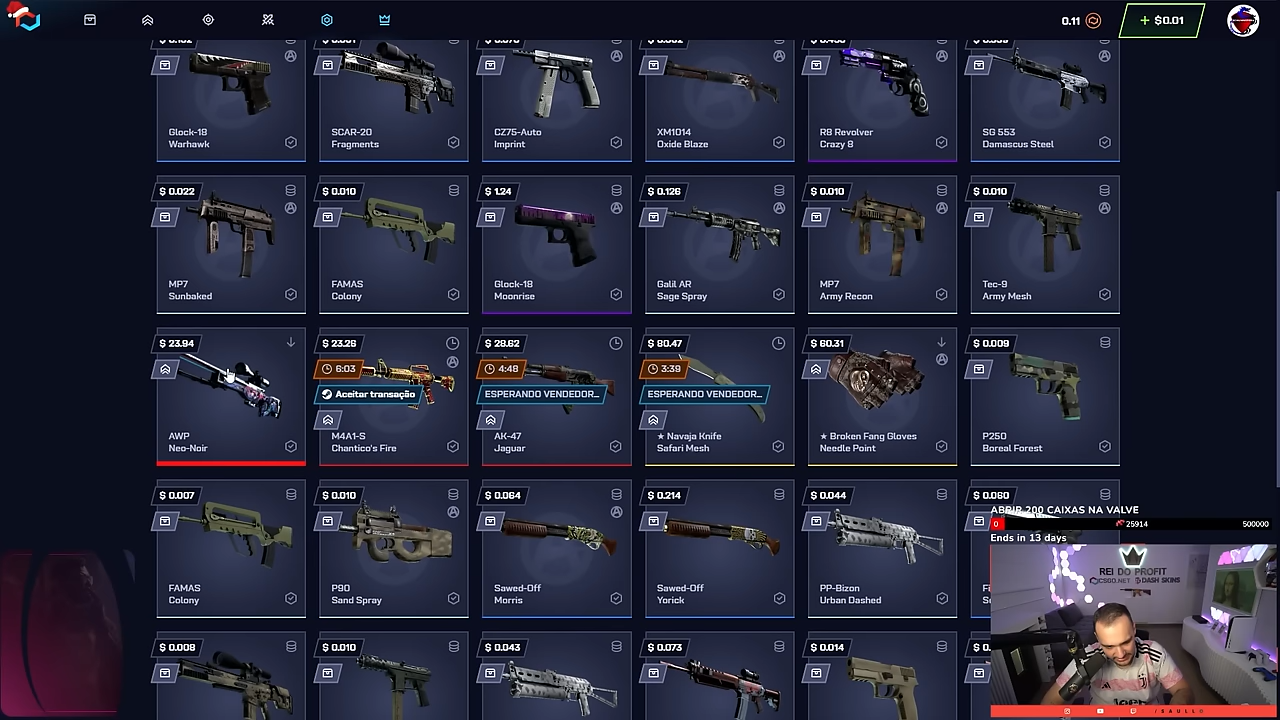 0.11
+ $0.01
Glock-18
Warhawk
SCAR-20
Fragments
CZ75-Auto
Imprint
XM1014
Oxide Blaze
R8 Revolver
Crazy 8
SG 553
Damascus Steel
$ 0.022
MP7
Sunbaked
$ 0.010
FAMAS
Colony
$ 1.24
Glock-18
Moonrise
$ 0.126
Galil AR
Sage Spray
$ 0.010
MP7
Army Recon
$ 0.010
Tec-9
Army Mesh
$ 23.94
AWP
Neo-Noir
$ 23.26
6:03
Aceitar transação
M4A1-S
Chantico's Fire
$ 28.62
4:48
ESPERANDO VENDEDOR...
AK-47
Jaguar
$ 80.47
3:39
ESPERANDO VENDEDOR...
★ Navaja Knife
Safari Mesh
$ 60.31
★ Broken Fang Gloves
Needle Point
$ 0.009
P250
Boreal Forest
$ 0.007
FAMAS
Colony
$ 0.010
P90
Sand Spray
$ 0.064
Sawed-Off
Morris
$ 0.214
Sawed-Off
Yorick
$ 0.044
PP-Bizon
Urban Dashed
$ 0.060
ABRIR 200 CAIXAS NA VALVE
0 25914 500000
Ends in 13 days
REI DO PROFIT
CSGO.NET DASH SKINS
$ 0.008
$ 0.010
$ 0.043
$ 0.073
$ 0.014